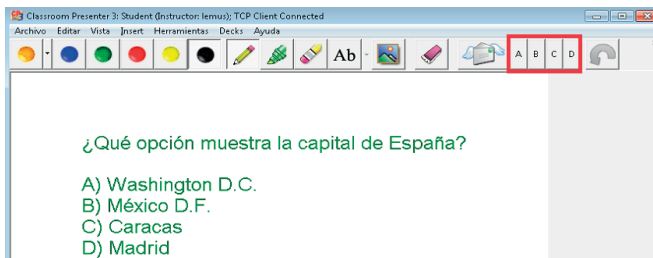 Classroom Presenter 3: Student (Instructor: lemus); TCP Client Connected
Archivo Editar Vista Insert Herramientas Decks Ayuda
Ab A B C D
¿Qué opción muestra la capital de España?
A) Washington D.C.
B) México D.F.
C) Caracas
D) Madrid